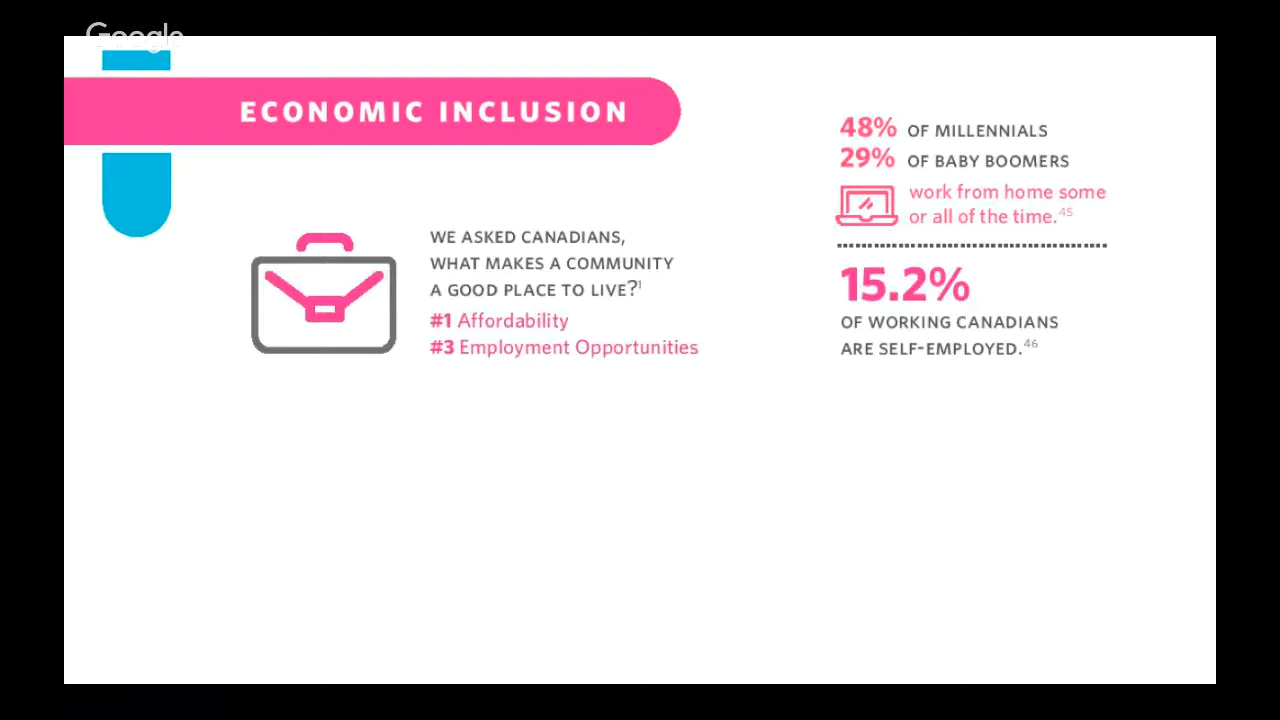 Google
ECONOMIC INCLUSION
WE ASKED CANADIANS,
WHAT MAKES A COMMUNITY
A GOOD PLACE TO LIVE?1
#1 Affordability
#3 Employment Opportunities
48% OF MILLENNIALS
29% OF BABY BOOMERS
work from home some
or all of the time.45
15.2%
OF WORKING CANADIANS
ARE SELF-EMPLOYED.46